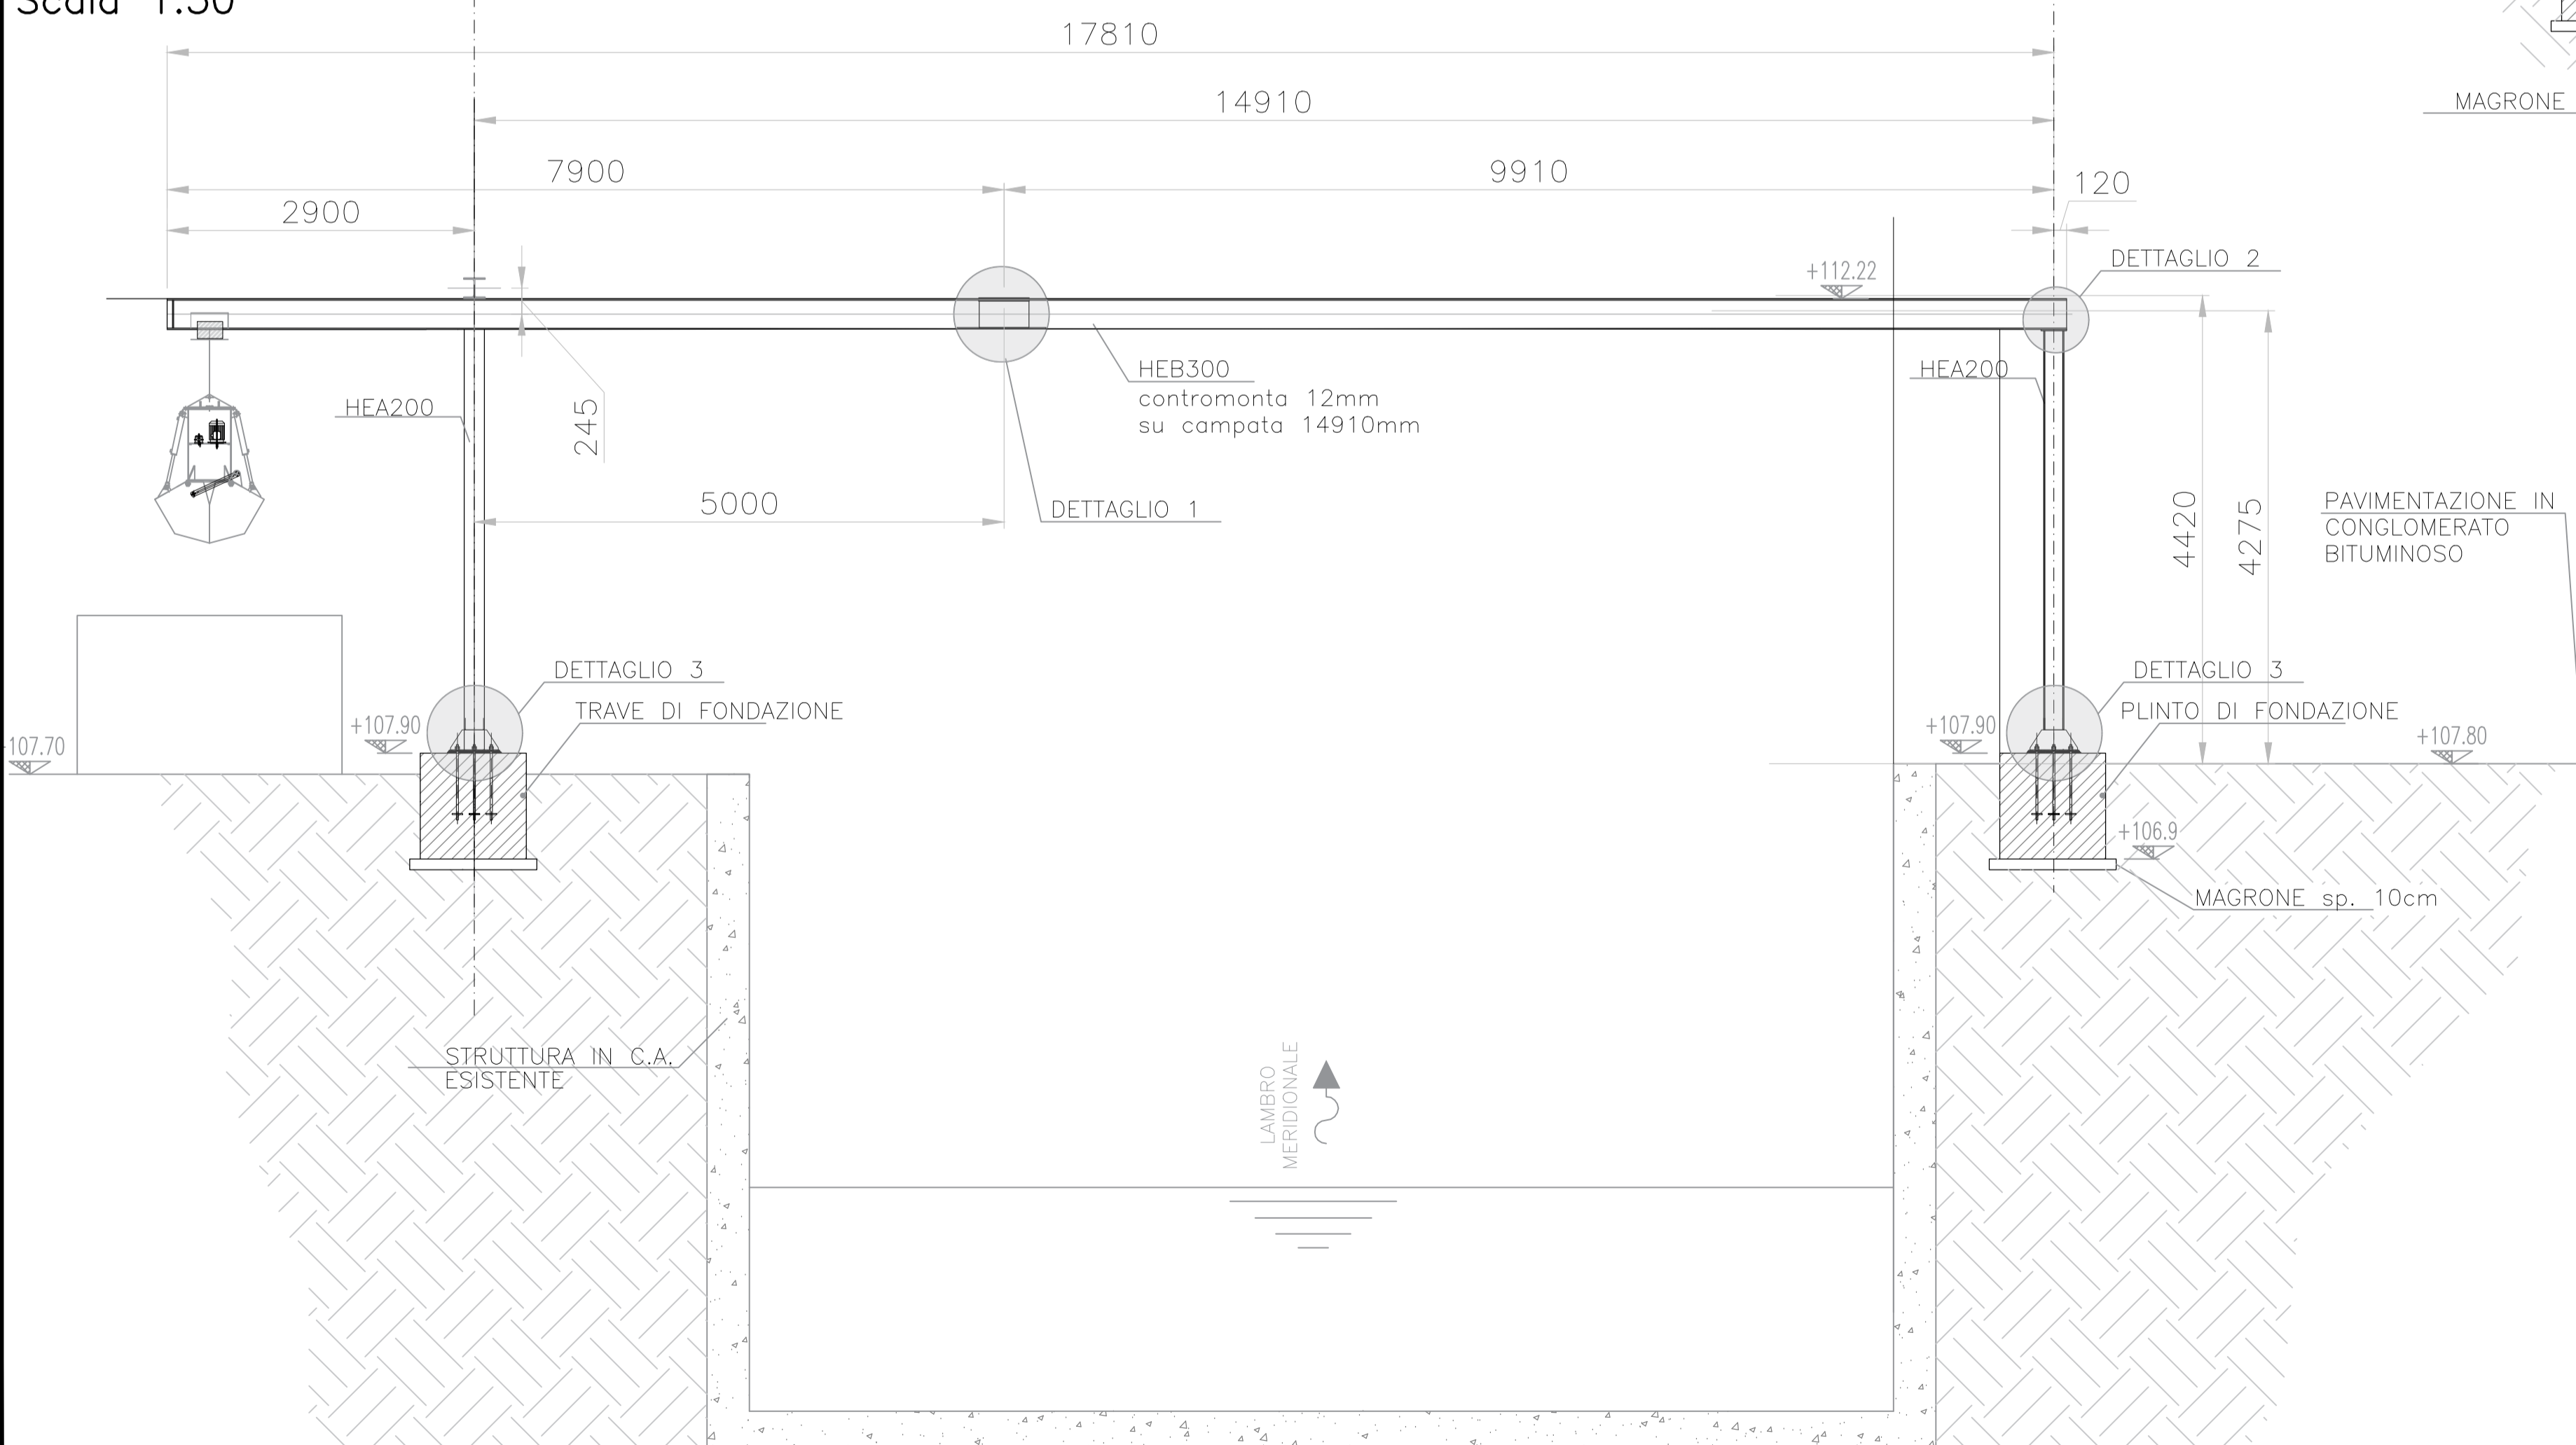 Scala 1:50
17810
14910
MAGRONE
7900
9910
120
2900
DETTAGLIO 2
+112.22
HEB300
contromonta 12mm
su campata 14910mm
HEA200
HEA200
245
5000
DETTAGLIO 1
4420
4275
PAVIMENTAZIONE IN
CONGLOMERATO
BITUMINOSO
DETTAGLIO 3
TRAVE DI FONDAZIONE
DETTAGLIO 3
PLINTO DI FONDAZIONE
+107.90
+107.70
+107.90
+107.80
+106.9
MAGRONE sp. 10cm
STRUTTURA IN C.A.
ESISTENTE
LAMBRO
MERIDIONALE